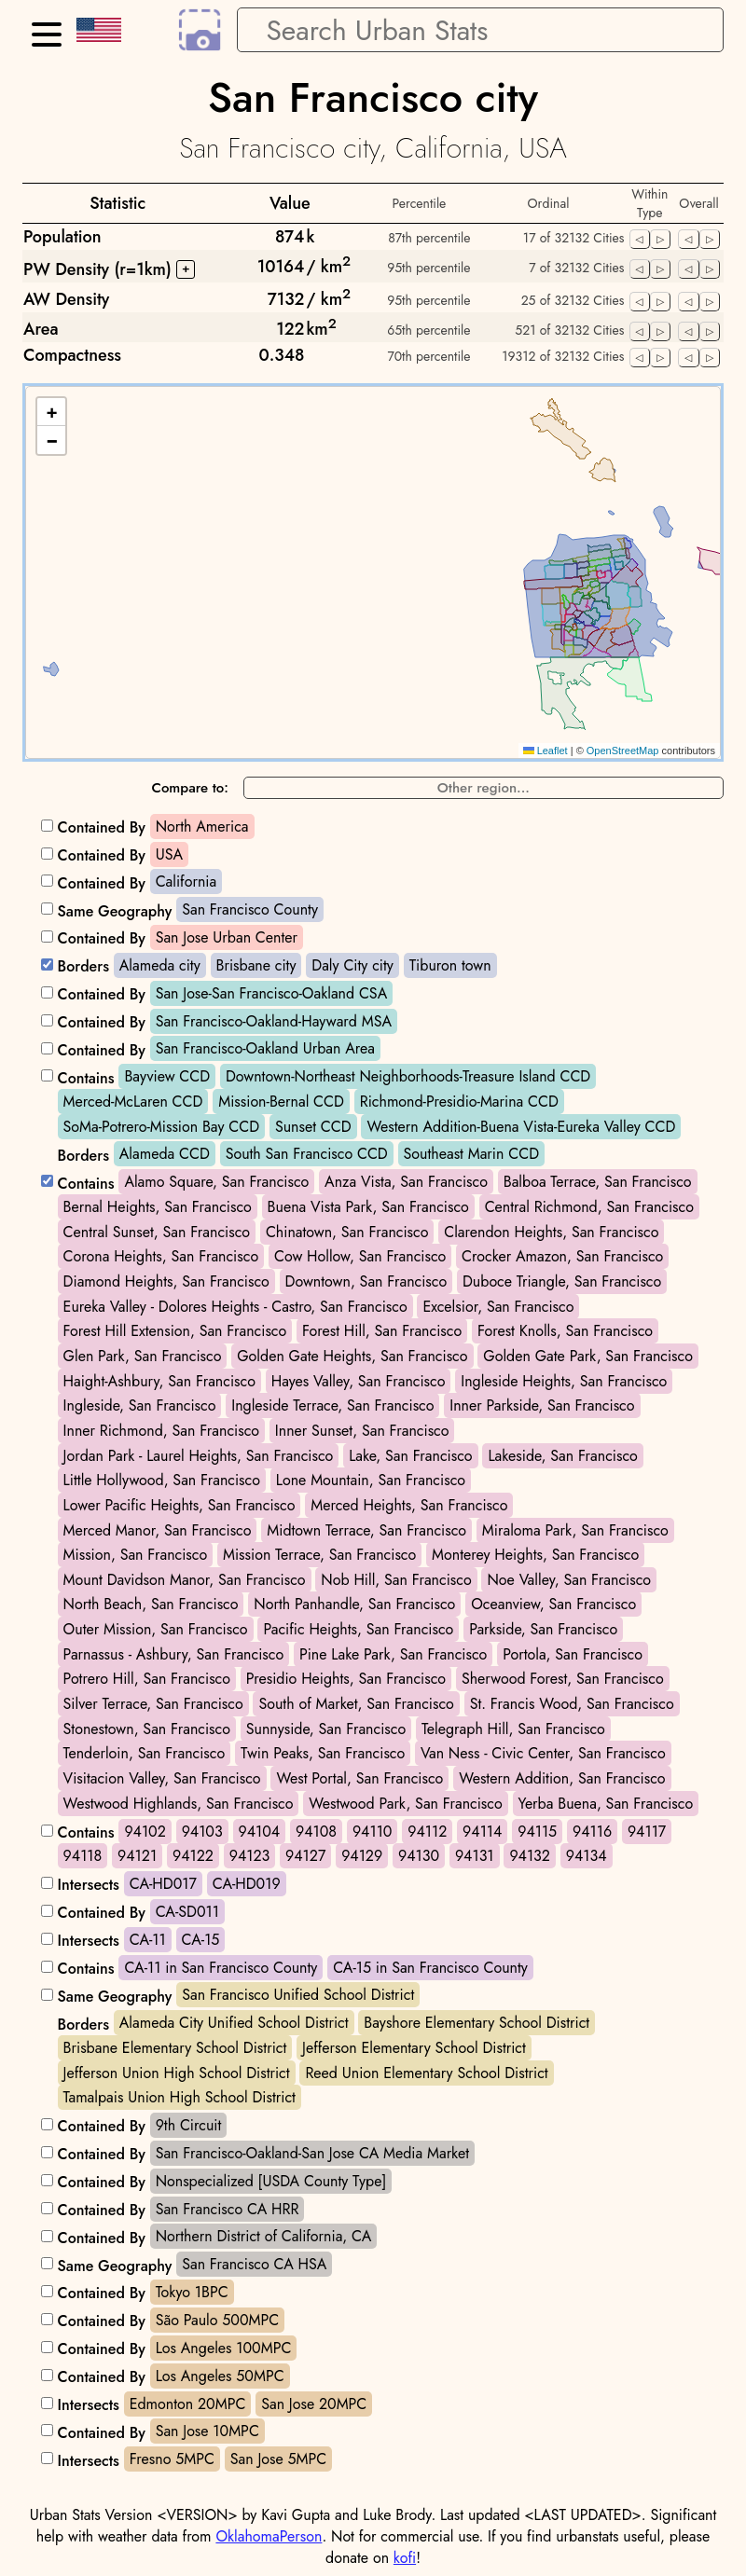 Search Urban Stats
San Francisco city
San Francisco city, California, USA
Statistic Value Percentile Ordinal Within Type Overall
Population 874 k 87th percentile 17 of 32132 Cities ◁ ▷ ◁ ▷
PW Density (r=1km) + 10164 / km2 95th percentile 7 of 32132 Cities ◁ ▷ ◁ ▷
AW Density 7132 / km2 95th percentile 25 of 32132 Cities ◁ ▷ ◁ ▷
Area 122 km2 65th percentile 521 of 32132 Cities ◁ ▷ ◁ ▷
Compactness 0.348 70th percentile 19312 of 32132 Cities ◁ ▷ ◁ ▷
+
−
Leaflet | © OpenStreetMap contributors
Compare to: Other region...
Contained By North America
Contained By USA
Contained By California
Same Geography San Francisco County
Contained By San Jose Urban Center
Borders Alameda city Brisbane city Daly City city Tiburon town
Contained By San Jose-San Francisco-Oakland CSA
Contained By San Francisco-Oakland-Hayward MSA
Contained By San Francisco-Oakland Urban Area
Contains Bayview CCD Downtown-Northeast Neighborhoods-Treasure Island CCD
Merced-McLaren CCD Mission-Bernal CCD Richmond-Presidio-Marina CCD
SoMa-Potrero-Mission Bay CCD Sunset CCD Western Addition-Buena Vista-Eureka Valley CCD
Borders Alameda CCD South San Francisco CCD Southeast Marin CCD
Contains Alamo Square, San Francisco Anza Vista, San Francisco Balboa Terrace, San Francisco
Bernal Heights, San Francisco Buena Vista Park, San Francisco Central Richmond, San Francisco
Central Sunset, San Francisco Chinatown, San Francisco Clarendon Heights, San Francisco
Corona Heights, San Francisco Cow Hollow, San Francisco Crocker Amazon, San Francisco
Diamond Heights, San Francisco Downtown, San Francisco Duboce Triangle, San Francisco
Eureka Valley - Dolores Heights - Castro, San Francisco Excelsior, San Francisco
Forest Hill Extension, San Francisco Forest Hill, San Francisco Forest Knolls, San Francisco
Glen Park, San Francisco Golden Gate Heights, San Francisco Golden Gate Park, San Francisco
Haight-Ashbury, San Francisco Hayes Valley, San Francisco Ingleside Heights, San Francisco
Ingleside, San Francisco Ingleside Terrace, San Francisco Inner Parkside, San Francisco
Inner Richmond, San Francisco Inner Sunset, San Francisco
Jordan Park - Laurel Heights, San Francisco Lake, San Francisco Lakeside, San Francisco
Little Hollywood, San Francisco Lone Mountain, San Francisco
Lower Pacific Heights, San Francisco Merced Heights, San Francisco
Merced Manor, San Francisco Midtown Terrace, San Francisco Miraloma Park, San Francisco
Mission, San Francisco Mission Terrace, San Francisco Monterey Heights, San Francisco
Mount Davidson Manor, San Francisco Nob Hill, San Francisco Noe Valley, San Francisco
North Beach, San Francisco North Panhandle, San Francisco Oceanview, San Francisco
Outer Mission, San Francisco Pacific Heights, San Francisco Parkside, San Francisco
Parnassus - Ashbury, San Francisco Pine Lake Park, San Francisco Portola, San Francisco
Potrero Hill, San Francisco Presidio Heights, San Francisco Sherwood Forest, San Francisco
Silver Terrace, San Francisco South of Market, San Francisco St. Francis Wood, San Francisco
Stonestown, San Francisco Sunnyside, San Francisco Telegraph Hill, San Francisco
Tenderloin, San Francisco Twin Peaks, San Francisco Van Ness - Civic Center, San Francisco
Visitacion Valley, San Francisco West Portal, San Francisco Western Addition, San Francisco
Westwood Highlands, San Francisco Westwood Park, San Francisco Yerba Buena, San Francisco
Contains 94102 94103 94104 94108 94110 94112 94114 94115 94116 94117
94118 94121 94122 94123 94127 94129 94130 94131 94132 94134
Intersects CA-HD017 CA-HD019
Contained By CA-SD011
Intersects CA-11 CA-15
Contains CA-11 in San Francisco County CA-15 in San Francisco County
Same Geography San Francisco Unified School District
Borders Alameda City Unified School District Bayshore Elementary School District
Brisbane Elementary School District Jefferson Elementary School District
Jefferson Union High School District Reed Union Elementary School District
Tamalpais Union High School District
Contained By 9th Circuit
Contained By San Francisco-Oakland-San Jose CA Media Market
Contained By Nonspecialized [USDA County Type]
Contained By San Francisco CA HRR
Contained By Northern District of California, CA
Same Geography San Francisco CA HSA
Contained By Tokyo 1BPC
Contained By São Paulo 500MPC
Contained By Los Angeles 100MPC
Contained By Los Angeles 50MPC
Intersects Edmonton 20MPC San Jose 20MPC
Contained By San Jose 10MPC
Intersects Fresno 5MPC San Jose 5MPC
Urban Stats Version <VERSION> by Kavi Gupta and Luke Brody. Last updated <LAST UPDATED>. Significant
help with weather data from OklahomaPerson. Not for commercial use. If you find urbanstats useful, please
donate on kofi!